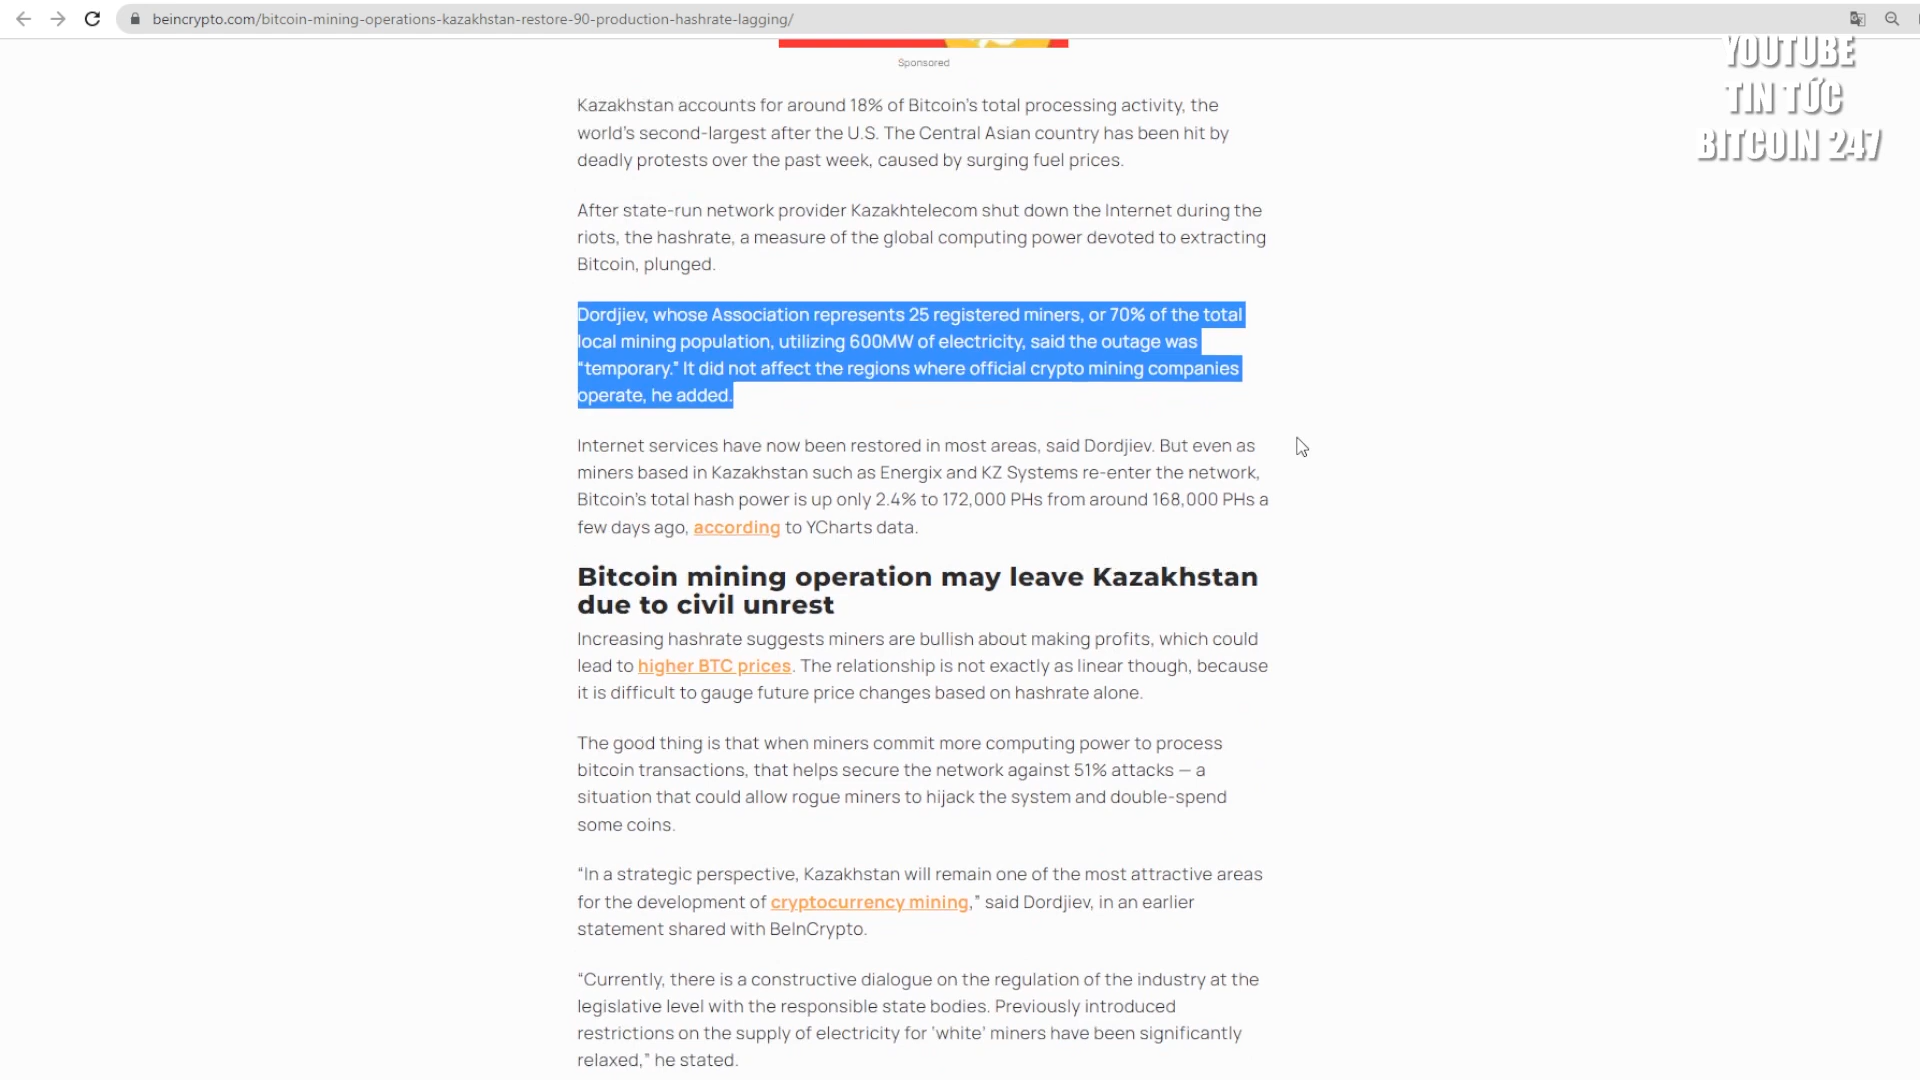 beincrypto.com/bitcoin-mining-operations-kazakhstan-restore-90-production-hashrate-lagging/
YOUTUBE
TIN TỨC
BITCOIN 247
Sponsored
Kazakhstan accounts for around 18% of Bitcoin's total processing activity, the
world's second-largest after the U.S. The Central Asian country has been hit by
deadly protests over the past week, caused by surging fuel prices.
After state-run network provider Kazakhtelecom shut down the Internet during the
riots, the hashrate, a measure of the global computing power devoted to extracting
Bitcoin, plunged.
Dordjiev, whose Association represents 25 registered miners, or 70% of the total
local mining population, utilizing 600MW of electricity, said the outage was
“temporary.” It did not affect the regions where official crypto mining companies
operate, he added.
Internet services have now been restored in most areas, said Dordjiev. But even as
miners based in Kazakhstan such as Energix and KZ Systems re-enter the network,
Bitcoin's total hash power is up only 2.4% to 172,000 PHs from around 168,000 PHs a
few days ago, according to YCharts data.
Bitcoin mining operation may leave Kazakhstan
due to civil unrest
Increasing hashrate suggests miners are bullish about making profits, which could
lead to higher BTC prices. The relationship is not exactly as linear though, because
it is difficult to gauge future price changes based on hashrate alone.
The good thing is that when miners commit more computing power to process
bitcoin transactions, that helps secure the network against 51% attacks — a
situation that could allow rogue miners to hijack the system and double-spend
some coins.
“In a strategic perspective, Kazakhstan will remain one of the most attractive areas
for the development of cryptocurrency mining,” said Dordjiev, in an earlier
statement shared with BeInCrypto.
“Currently, there is a constructive dialogue on the regulation of the industry at the
legislative level with the responsible state bodies. Previously introduced
restrictions on the supply of electricity for ‘white’ miners have been significantly
relaxed,” he stated.